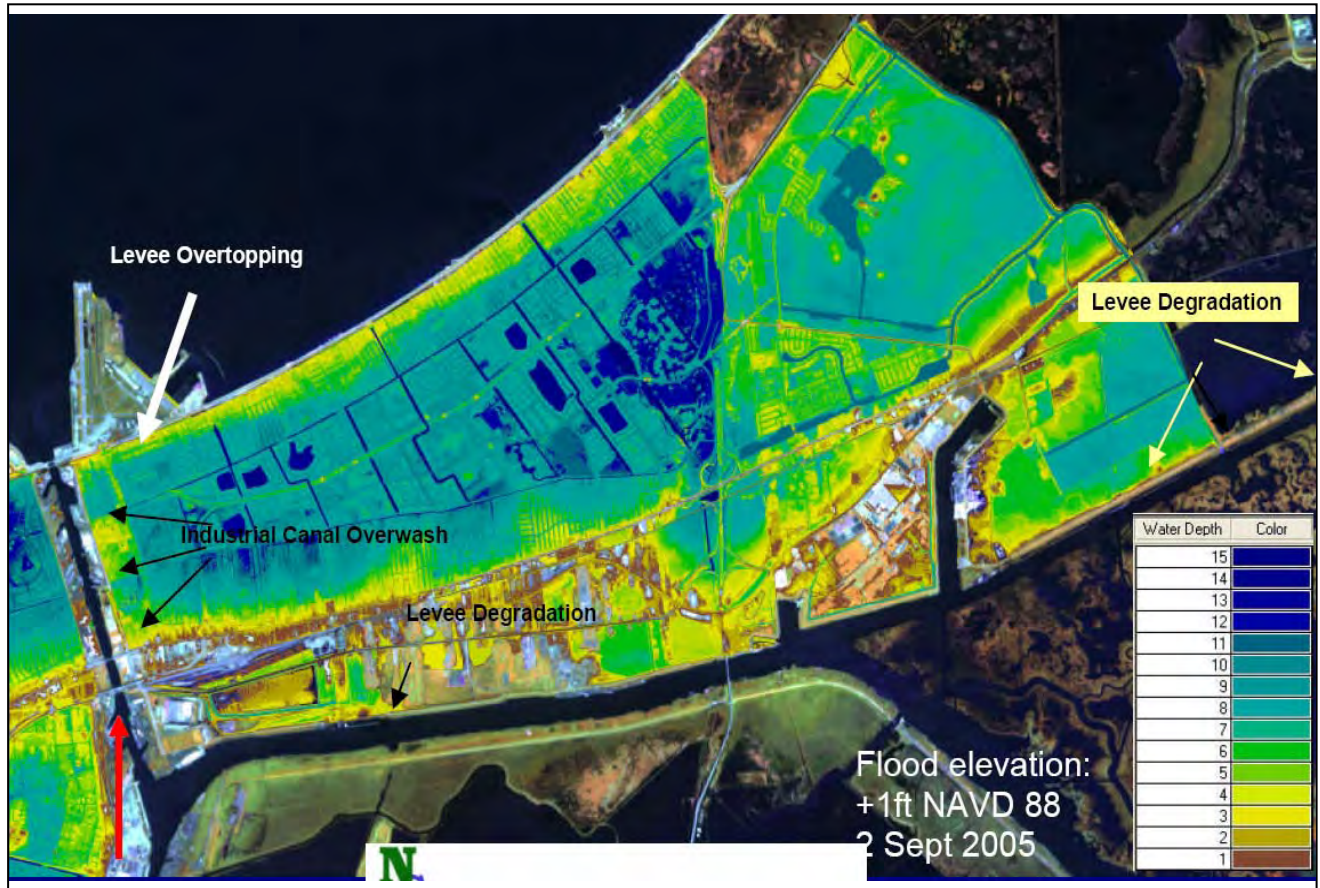 Levee Overtopping
Levee Degradation
Industrial Canal Overwash
Levee Degradation
Water Depth Color
15
14
13
12
11
10
9
8
7
6
5
4
3
2
1
Flood elevation:
+1ft NAVD 88
2 Sept 2005
N